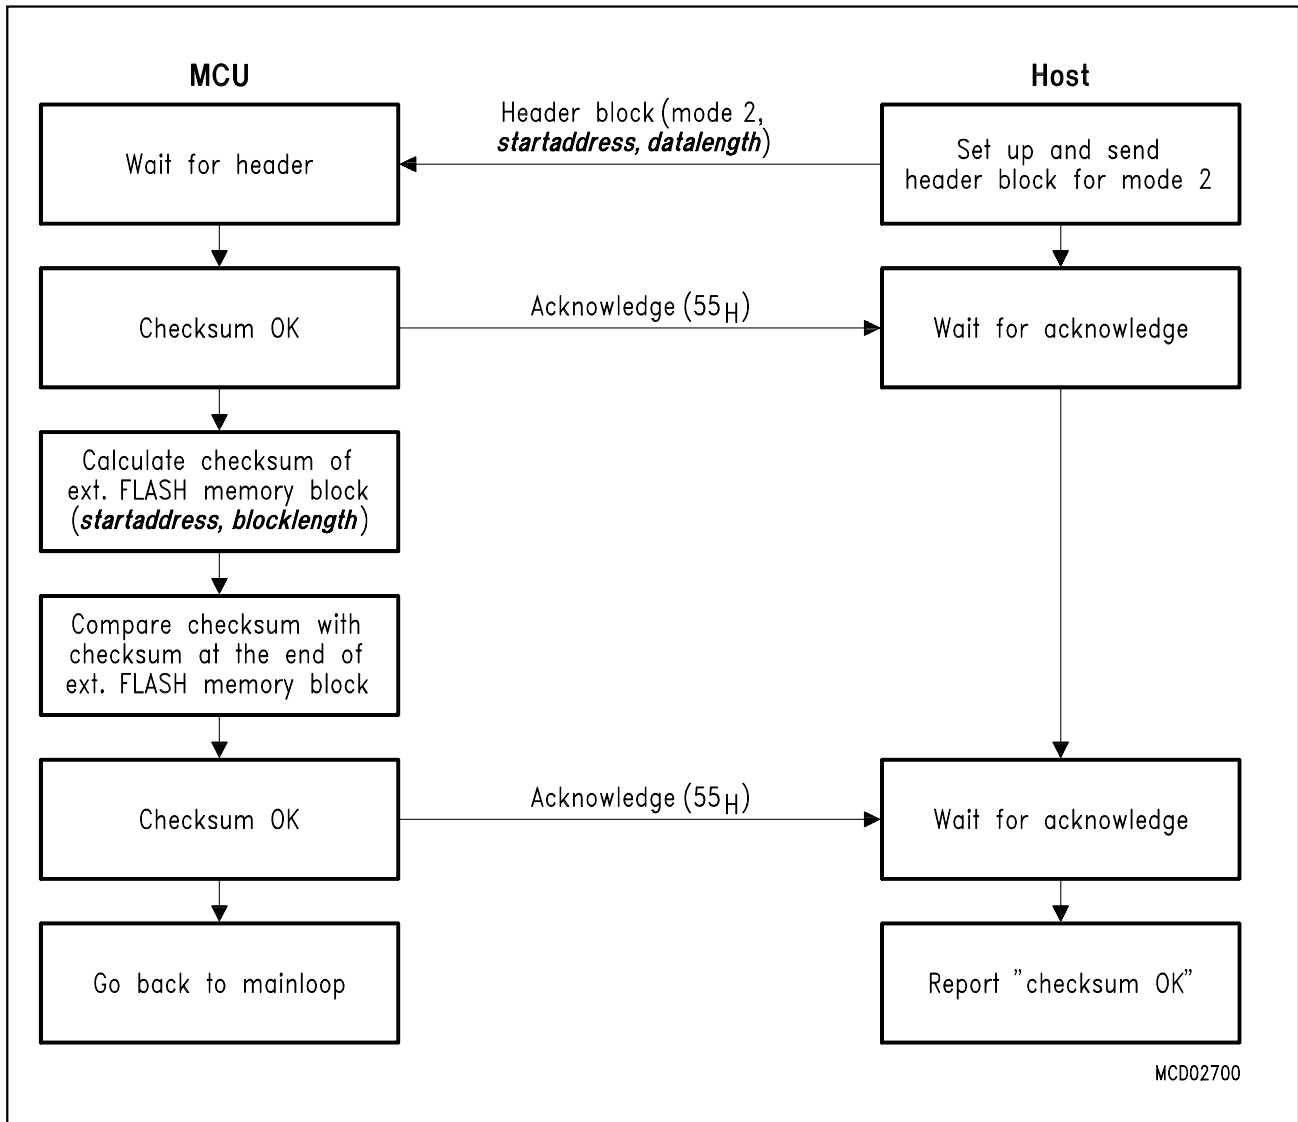 MCU
Host
Header block (mode 2,
startaddress, datalength)
Wait for header
Set up and send
header block for mode 2
Checksum OK
Acknowledge (55H)
Wait for acknowledge
Calculate checksum of
ext. FLASH memory block
(startaddress, blocklength)
Compare checksum with
checksum at the end of
ext. FLASH memory block
Checksum OK
Acknowledge (55H)
Wait for acknowledge
Go back to mainloop
Report "checksum OK"
MCD02700